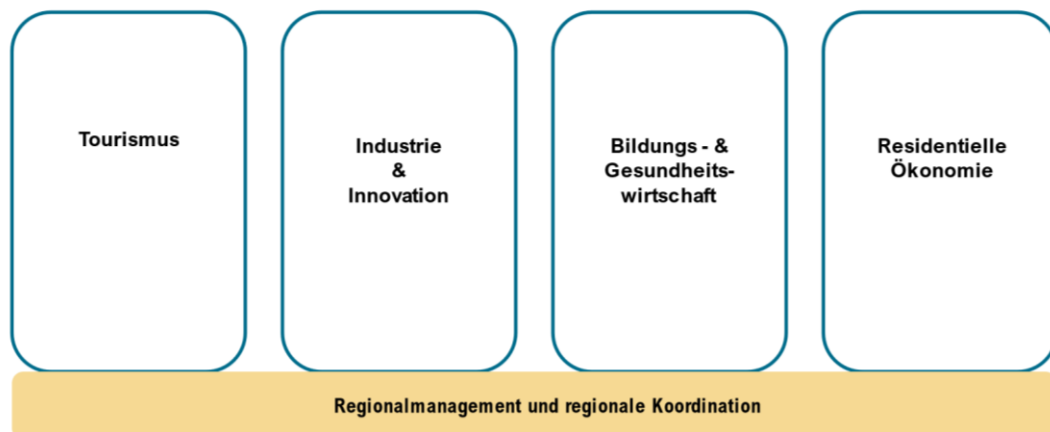 Tourismus
Industrie
&
Innovation
Bildungs - &
Gesundheits-
wirtschaft
Residentielle
Ökonomie
Regionalmanagement und regionale Koordination